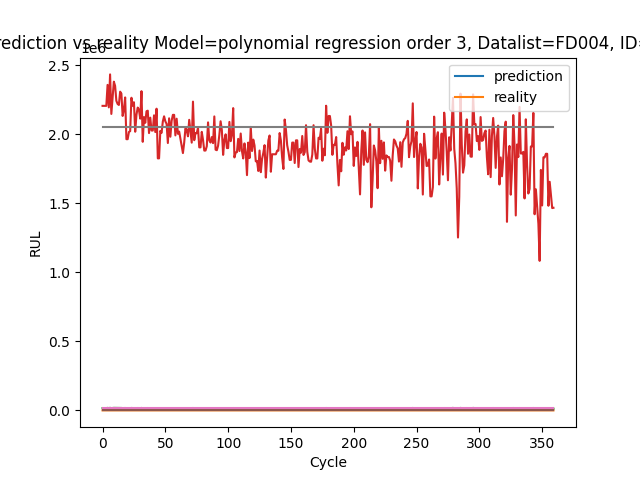 rediction vs reality Model=polynomial regression order 3, Datalist=FD004, ID=
1e6
2.5
2.0
1.5
1.0
0.5
0.0
RUL
prediction
reality
0 50 100 150 200 250 300 350
Cycle